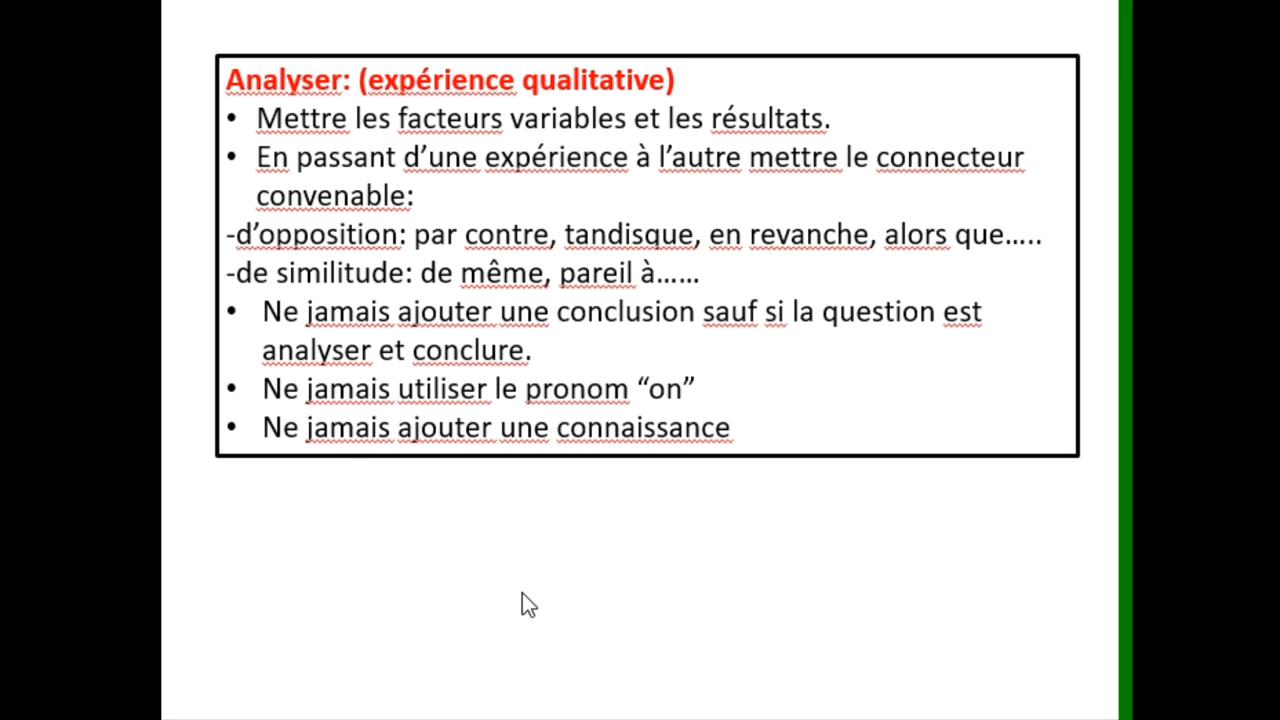 Analyser: (expérience qualitative)
• Mettre les facteurs variables et les résultats.
• En passant d’une expérience à l’autre mettre le connecteur
convenable:
-d’opposition: par contre, tandisque, en revanche, alors que…..
-de similitude: de même, pareil à……
• Ne jamais ajouter une conclusion sauf si la question est
analyser et conclure.
• Ne jamais utiliser le pronom “on”
• Ne jamais ajouter une connaissance